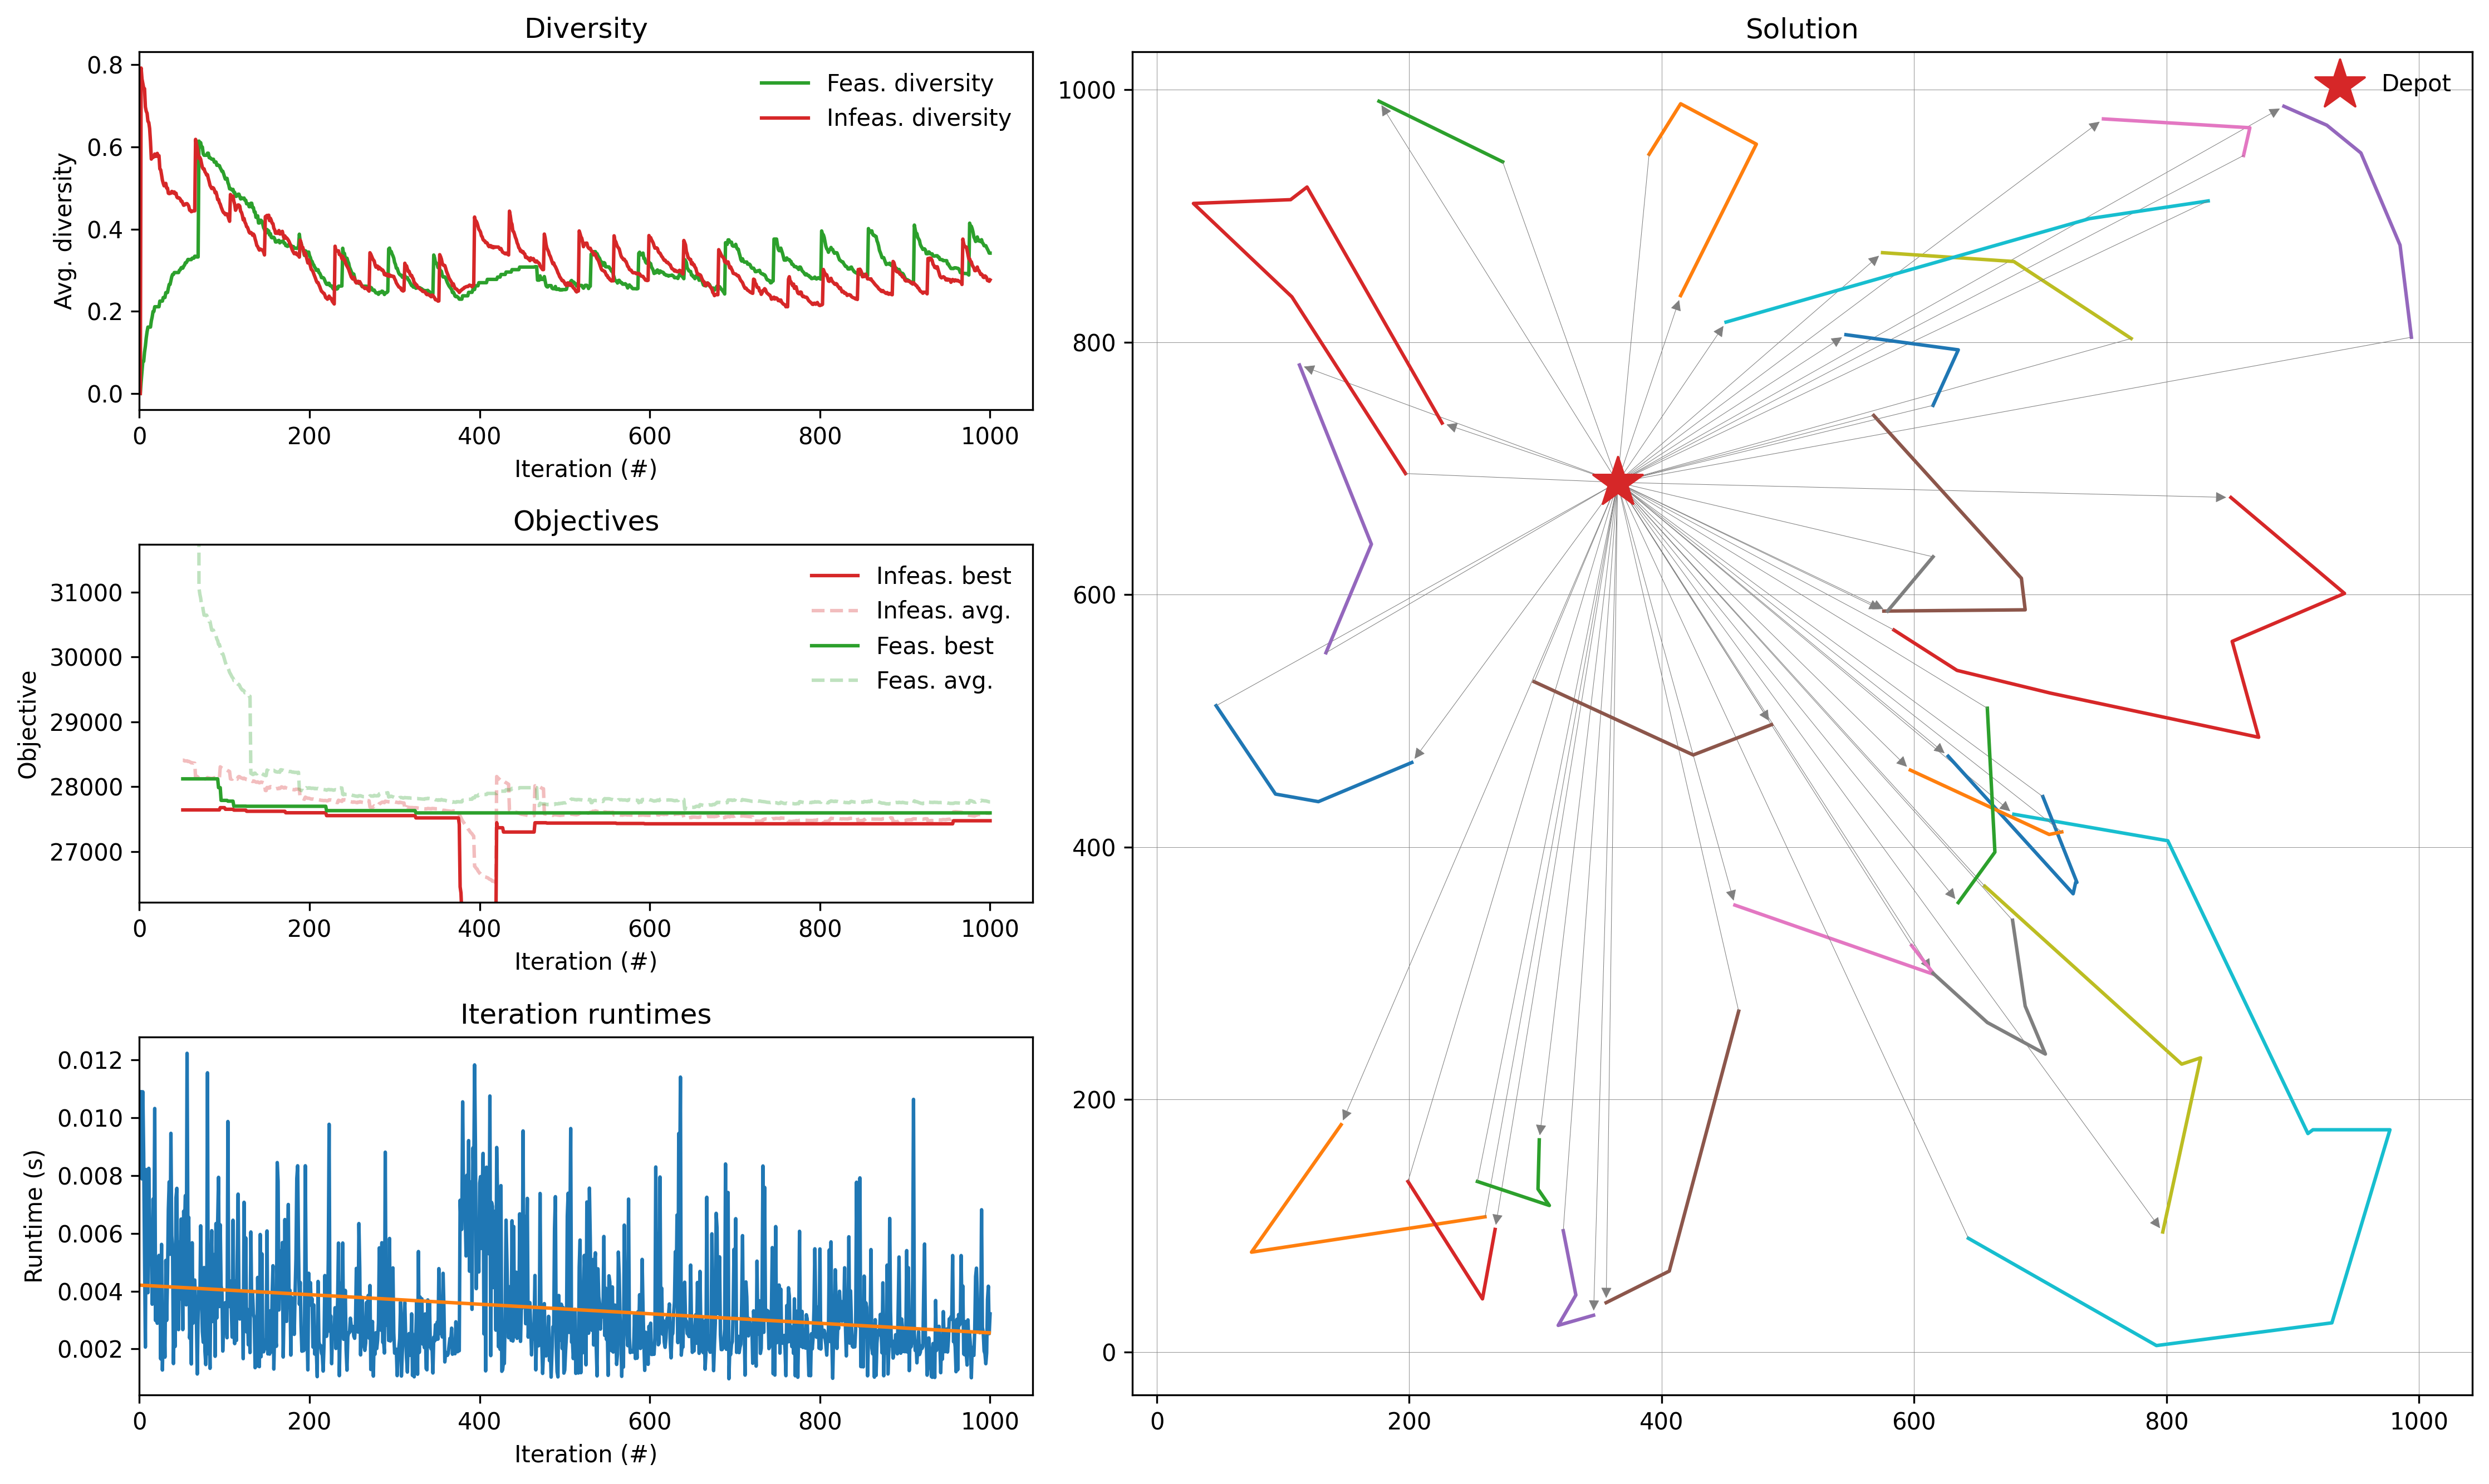 Diversity
Avg. diversity
0.8
0.6
0.4
0.2
0.0
Feas. diversity
Infeas. diversity
0 200 400 600 800 1000
Iteration (#)
Objectives
Objective
31000
30000
29000
28000
27000
Infeas. best
Infeas. avg.
Feas. best
Feas. avg.
0 200 400 600 800 1000
Iteration (#)
Iteration runtimes
Runtime (s)
0.012
0.010
0.008
0.006
0.004
0.002
0 200 400 600 800 1000
Iteration (#)
Solution
Depot
1000
800
600
400
200
0
0 200 400 600 800 1000